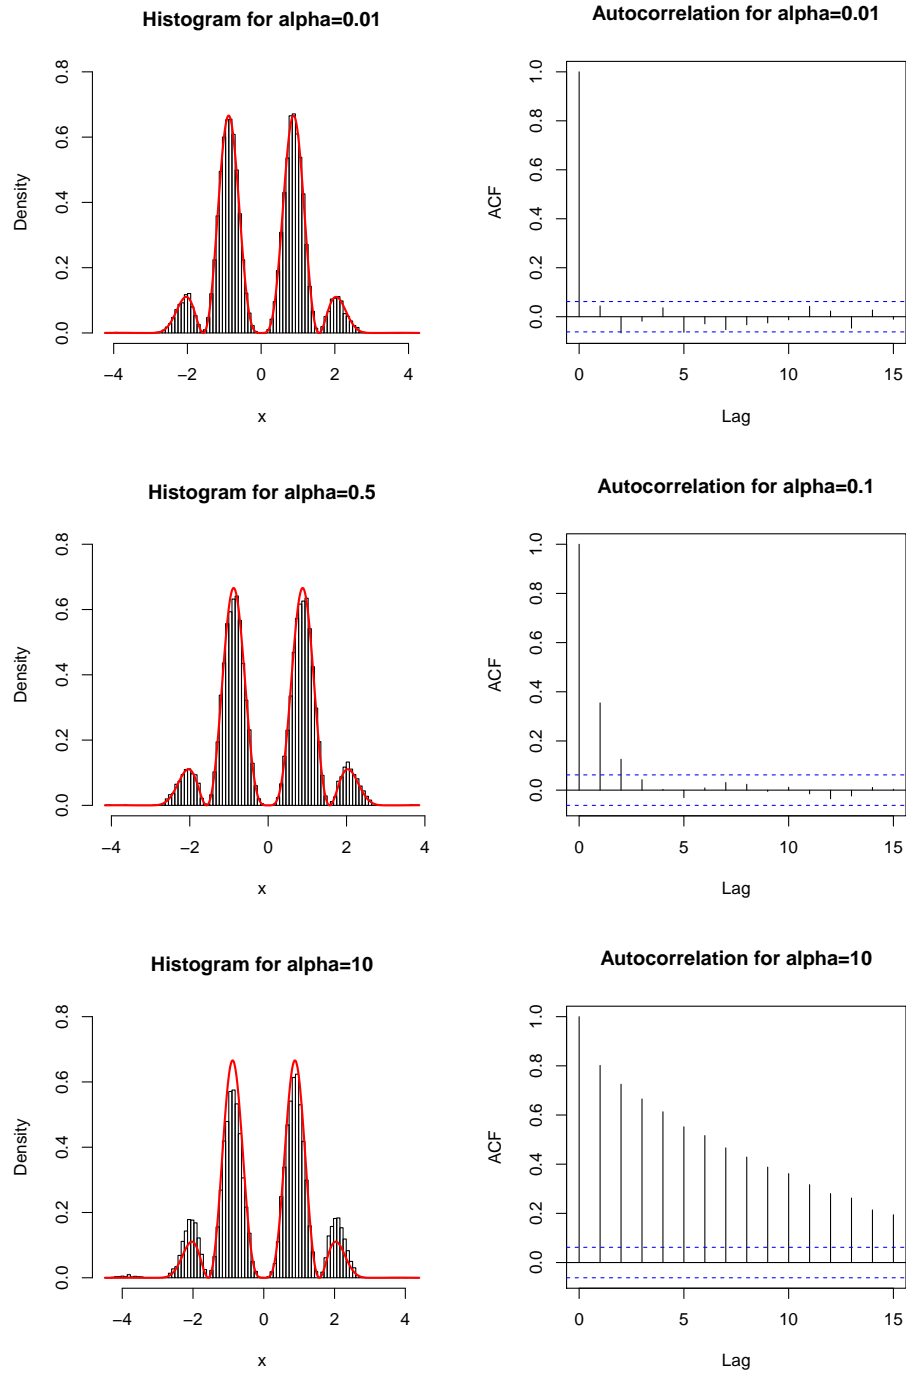 Histogram for alpha=0.01
Density
0.0 0.2 0.4 0.6 0.8
−4 −2 0 2 4
x
Autocorrelation for alpha=0.01
ACF
0.0 0.2 0.4 0.6 0.8 1.0
0 5 10 15
Lag
Histogram for alpha=0.5
Density
0.0 0.2 0.4 0.6 0.8
−4 −2 0 2 4
x
Autocorrelation for alpha=0.1
ACF
0.0 0.2 0.4 0.6 0.8 1.0
0 5 10 15
Lag
Histogram for alpha=10
Density
0.0 0.2 0.4 0.6 0.8
−4 −2 0 2 4
x
Autocorrelation for alpha=10
ACF
0.0 0.2 0.4 0.6 0.8 1.0
0 5 10 15
Lag